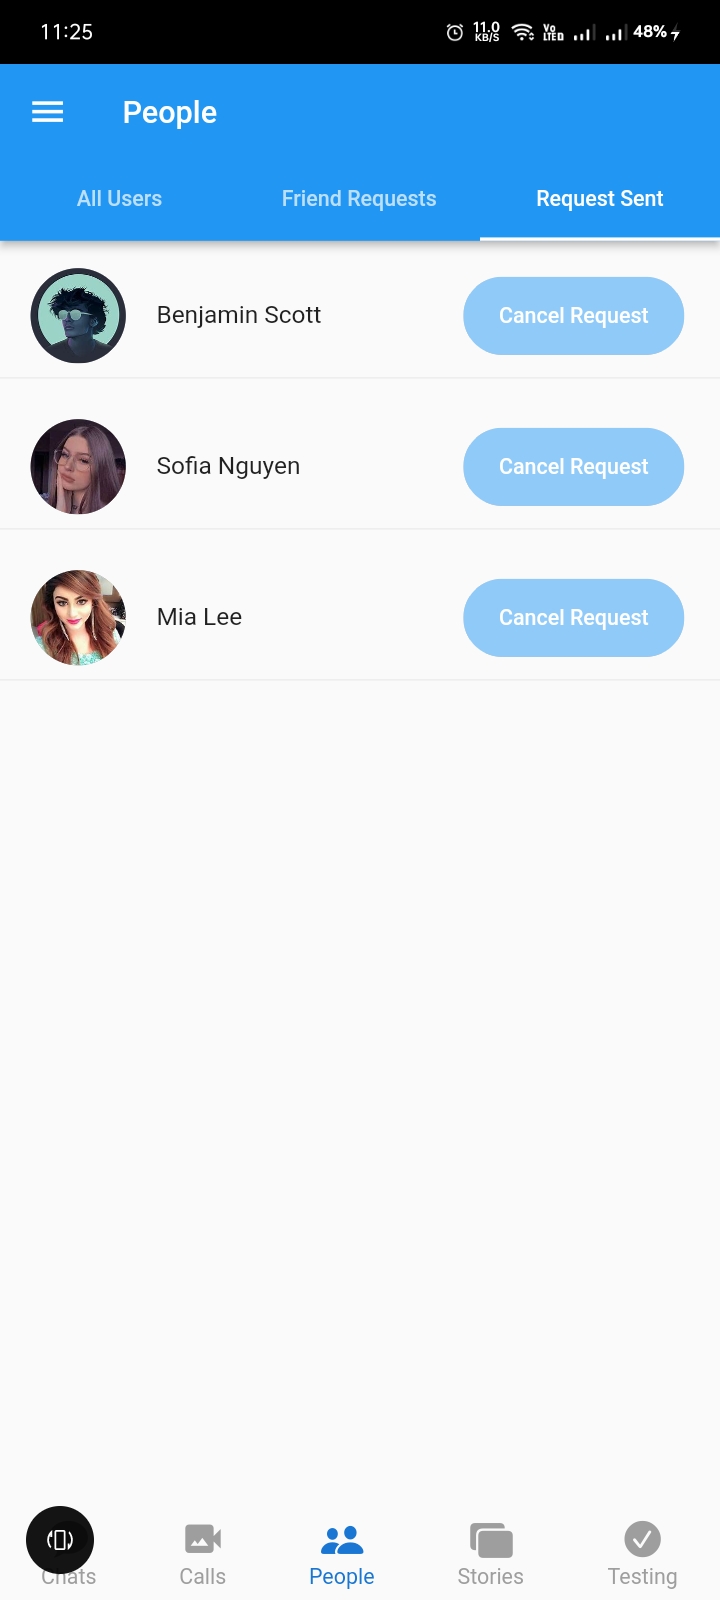 11:25
11.0
KB/S
Vo
LTE
48%
People
All Users
Friend Requests
Request Sent
Benjamin Scott
Cancel Request
Sofia Nguyen
Cancel Request
Mia Lee
Cancel Request
Chats
Calls
People
Stories
Testing